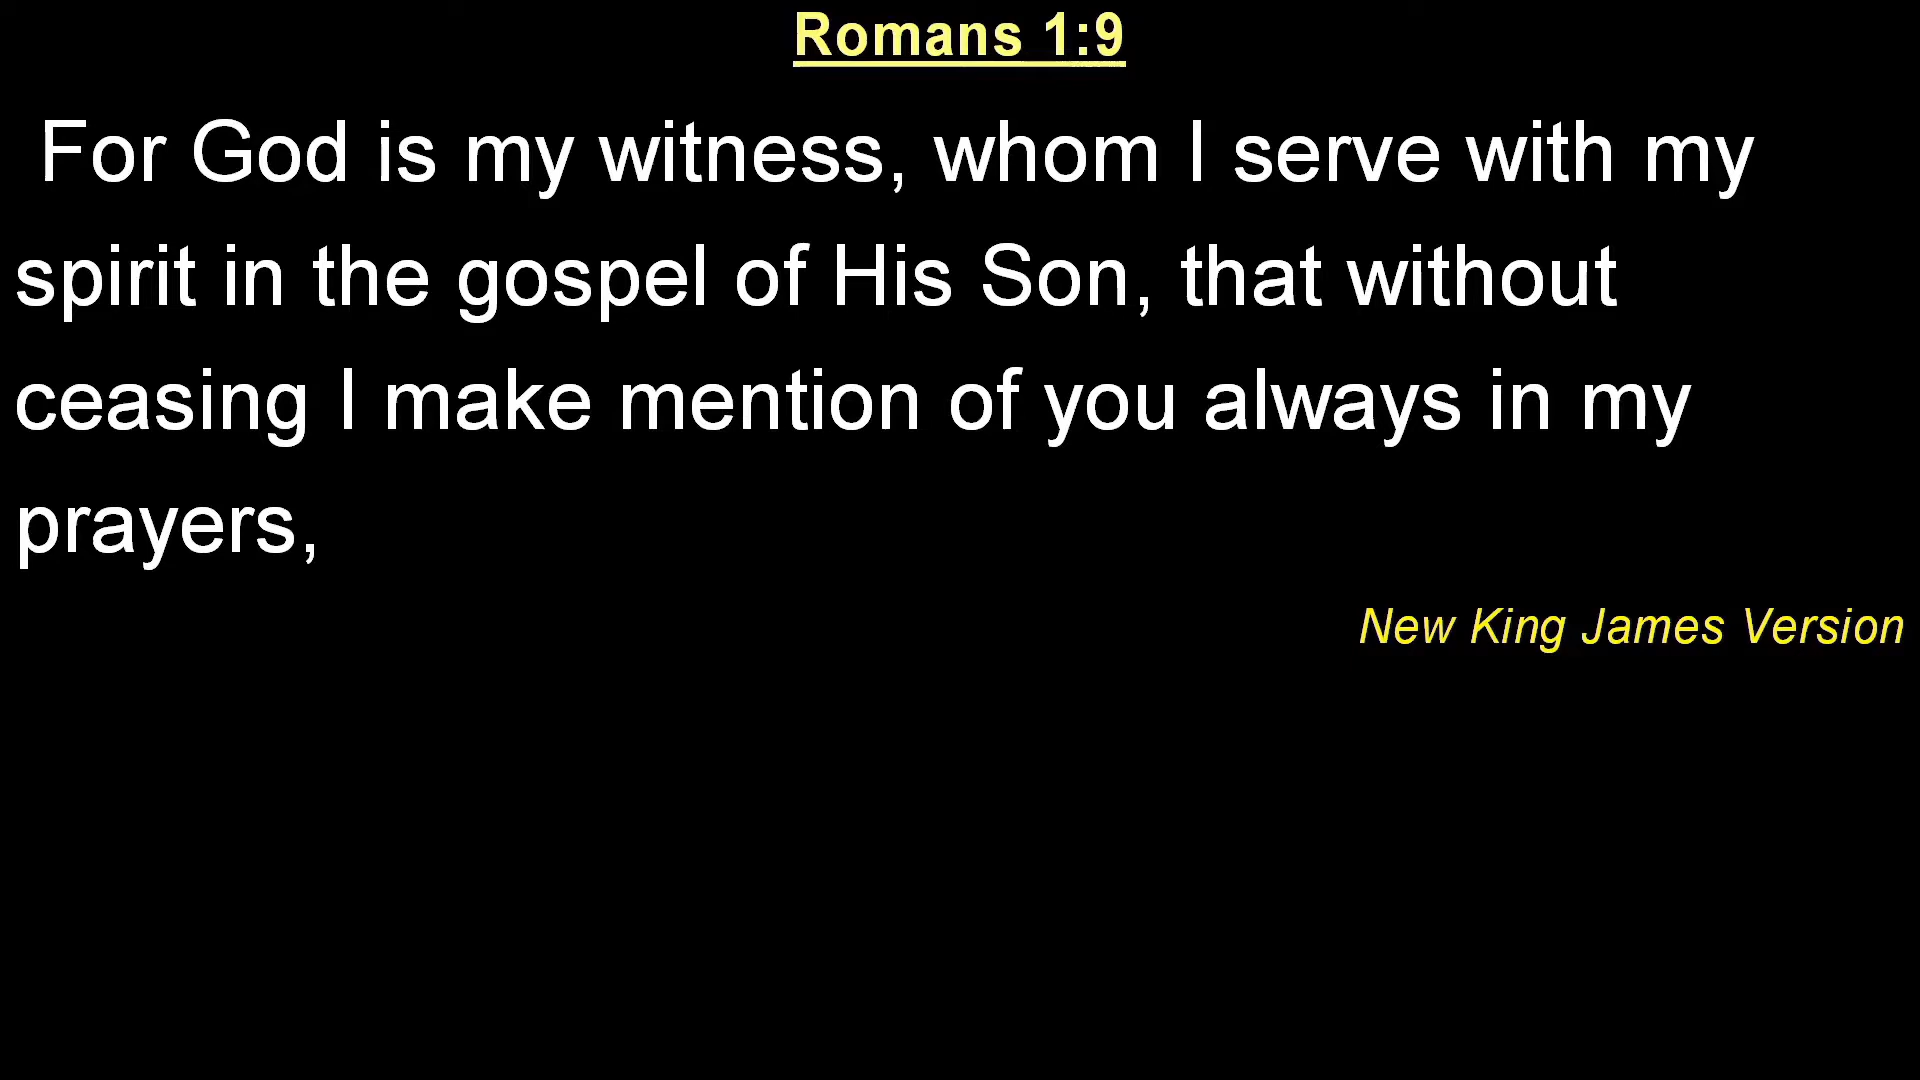 Romans 1:9
For God is my witness, whom I serve with my
spirit in the gospel of His Son, that without
ceasing I make mention of you always in my
prayers,
New King James Version